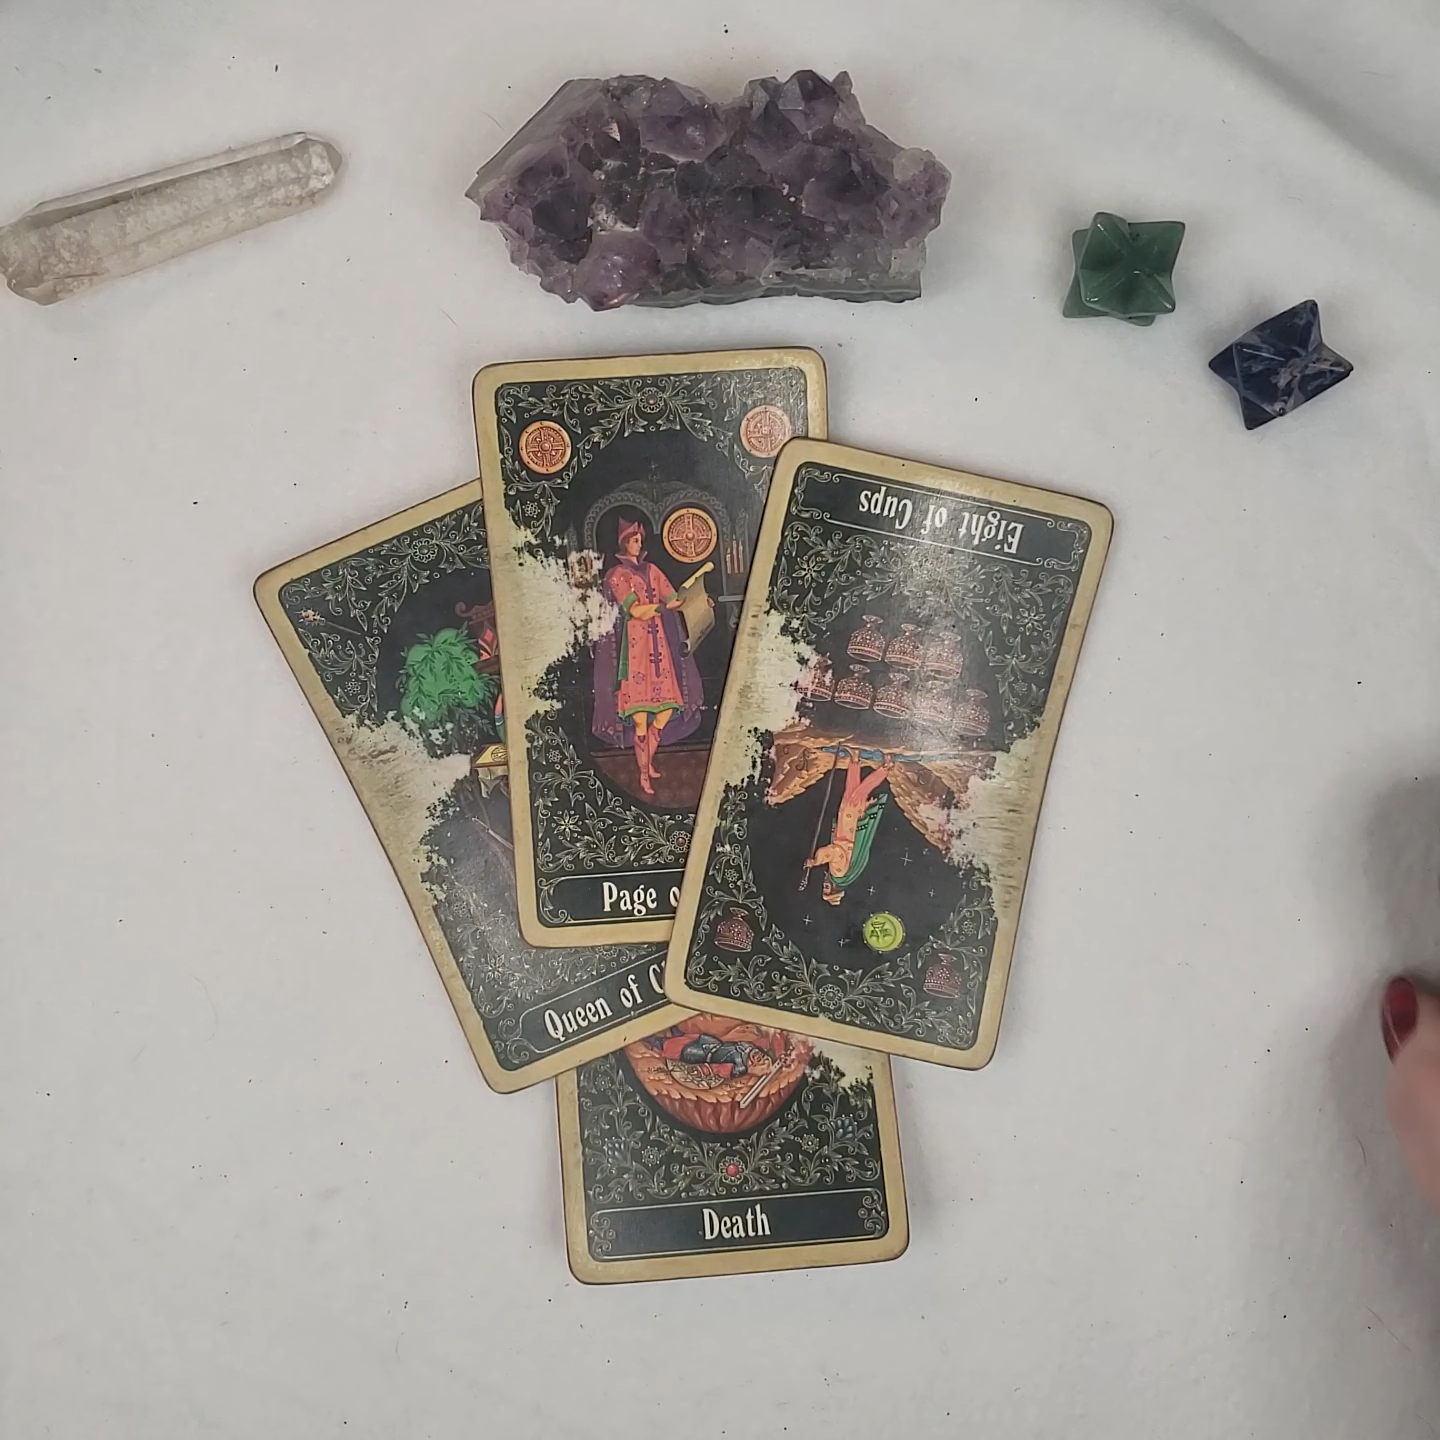 Eight of Cups
Page
Queen of
Death